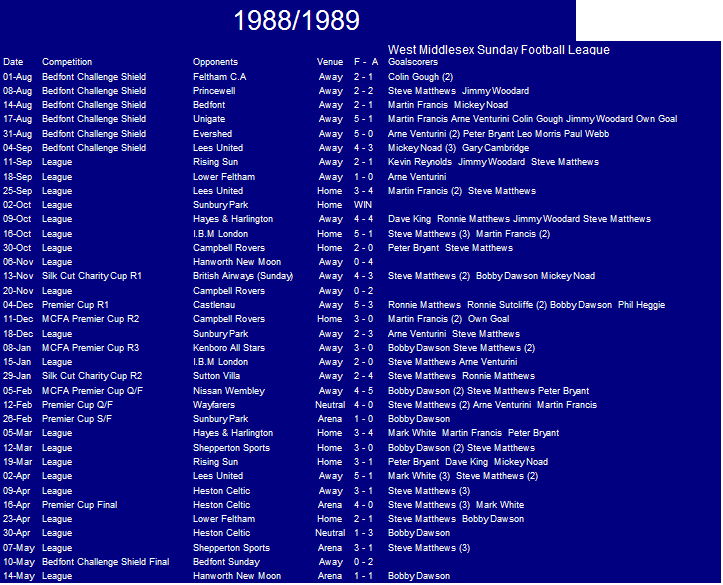 1988/1989
West Middlesex Sunday Football League
Date Competition Opponents Venue F - A Goalscorers
01-Aug Bedfont Challenge Shield Feltham C.A Away 2 - 1 Colin Gough (2)
08-Aug Bedfont Challenge Shield Princewell Away 2 - 2 Steve Matthews Jimmy Woodard
14-Aug Bedfont Challenge Shield Bedfont Away 2 - 1 Martin Francis Mickey Noad
17-Aug Bedfont Challenge Shield Unigate Away 5 - 1 Martin Francis Arne Venturini Colin Gough Jimmy Woodard Own Goal
31-Aug Bedfont Challenge Shield Evershed Away 5 - 0 Arne Venturini (2) Peter Bryant Leo Morris Paul Webb
04-Sep Bedfont Challenge Shield Lees United Away 4 - 3 Mickey Noad (3) Gary Cambridge
11-Sep League Rising Sun Away 2 - 1 Kevin Reynolds Jimmy Woodard Steve Matthews
18-Sep League Lower Feltham Away 1 - 0 Arne Venturini
25-Sep League Lees United Home 3 - 4 Martin Francis (2) Steve Matthews
02-Oct League Sunbury Park Home WIN
09-Oct League Hayes & Harlington Away 4 - 4 Dave King Ronnie Matthews Jimmy Woodard Steve Matthews
16-Oct League I.B.M London Home 5 - 1 Steve Matthews (3) Martin Francis (2)
30-Oct League Campbell Rovers Home 2 - 0 Peter Bryant Steve Matthews
06-Nov League Hanworth New Moon Away 0 - 4
13-Nov Silk Cut Charity Cup R1 British Airways (Sunday) Away 4 - 3 Steve Matthews (2) Bobby Dawson Mickey Noad
20-Nov League Campbell Rovers Away 0 - 2
04-Dec Premier Cup R1 Castlenau Away 5 - 3 Ronnie Matthews Ronnie Sutcliffe (2) Bobby Dawson Phil Heggie
11-Dec MCFA Premier Cup R2 Campbell Rovers Home 3 - 0 Martin Francis (2) Own Goal
18-Dec League Sunbury Park Away 2 - 3 Arne Venturini Steve Matthews
08-Jan MCFA Premier Cup R3 Kenboro All Stars Away 3 - 0 Bobby Dawson Steve Matthews (2)
15-Jan League I.B.M London Away 2 - 0 Steve Matthews Arne Venturini
29-Jan Silk Cut Charity Cup R2 Sutton Villa Away 2 - 4 Steve Matthews Ronnie Matthews
05-Feb MCFA Premier Cup Q/F Nissan Wembley Away 4 - 5 Bobby Dawson (2) Steve Matthews Peter Bryant
12-Feb Premier Cup Q/F Wayfarers Neutral 4 - 0 Steve Matthews (2) Arne Venturini Martin Francis
26-Feb Premier Cup S/F Sunbury Park Arena 1 - 0 Bobby Dawson
05-Mar League Hayes & Harlington Home 3 - 4 Mark White Martin Francis Peter Bryant
12-Mar League Shepperton Sports Home 3 - 0 Bobby Dawson (2) Steve Matthews
19-Mar League Rising Sun Home 3 - 1 Peter Bryant Dave King Mickey Noad
02-Apr League Lees United Away 5 - 1 Mark White (3) Steve Matthews (2)
09-Apr League Heston Celtic Away 3 - 1 Steve Matthews (3)
16-Apr Premier Cup Final Heston Celtic Arena 4 - 0 Steve Matthews (3) Mark White
23-Apr League Lower Feltham Home 2 - 1 Steve Matthews Bobby Dawson
30-Apr League Heston Celtic Neutral 1 - 3 Bobby Dawson
07-May League Shepperton Sports Arena 3 - 1 Steve Matthews (3)
10-May Bedfont Challenge Shield Final Bedfont Sunday Away 0 - 2
14-May League Hanworth New Moon Arena 1 - 1 Bobby Dawson